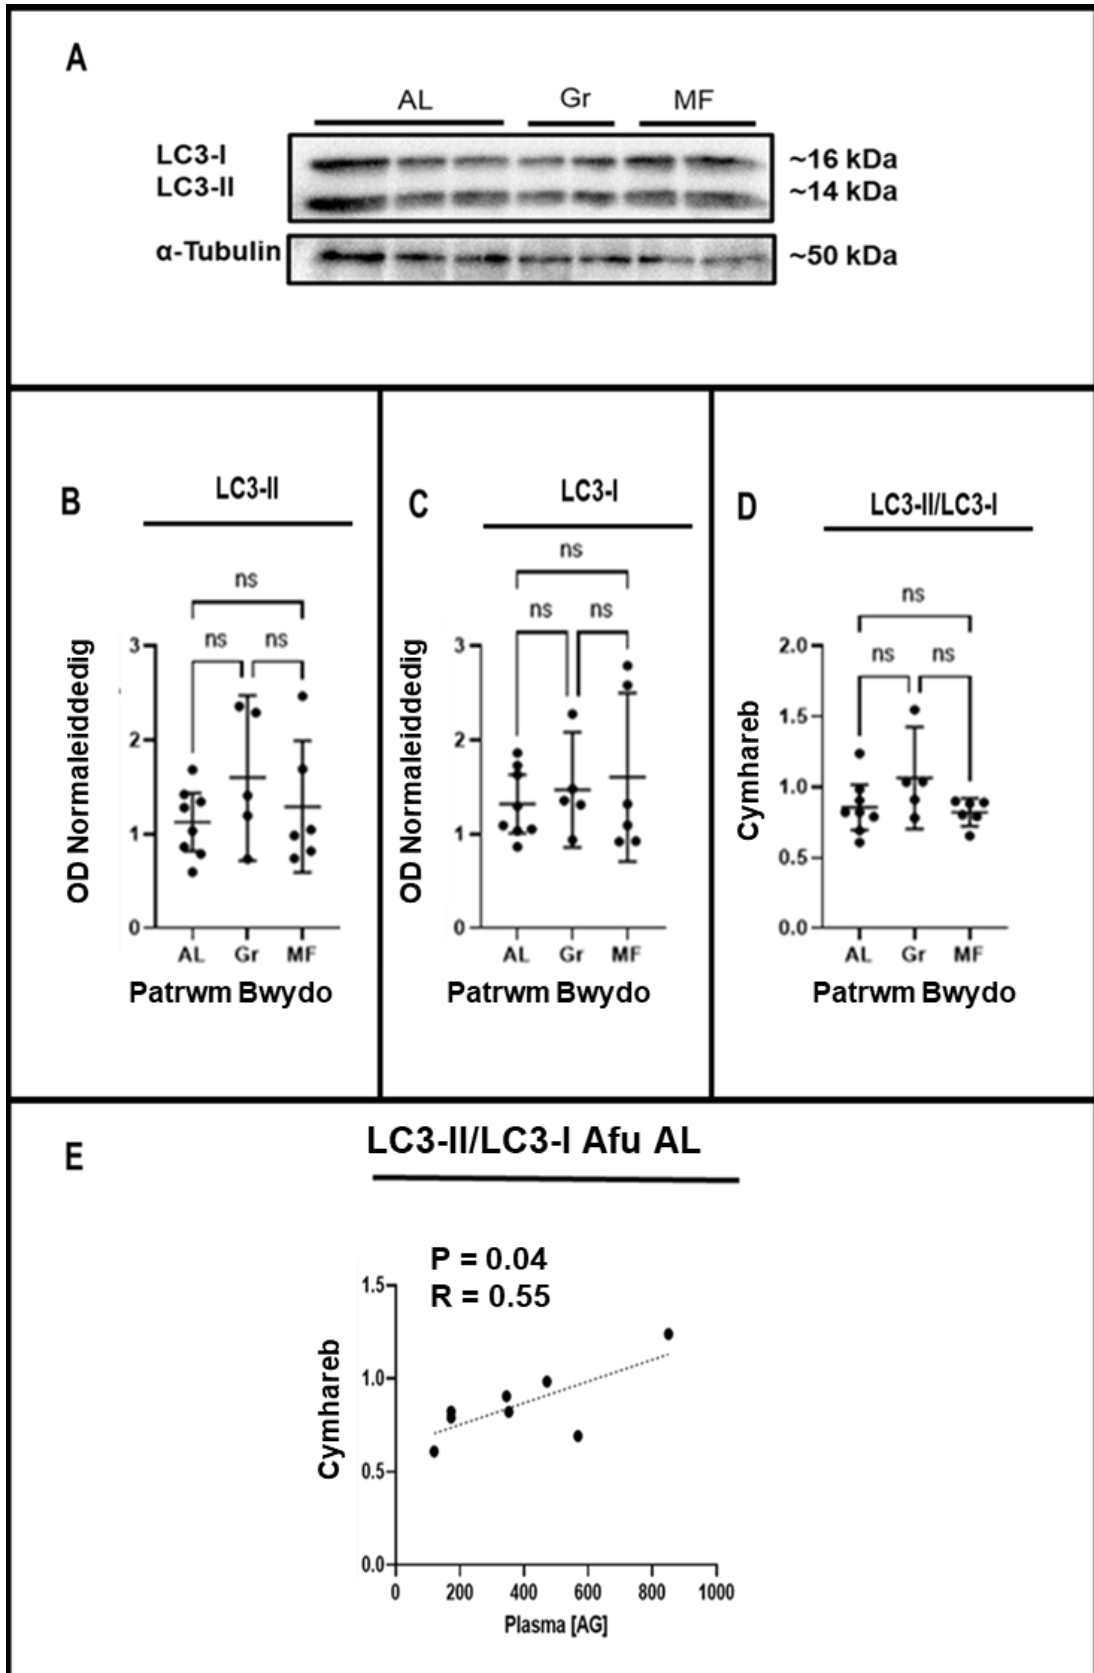 A
AL Gr MF
LC3-I ~16 kDa
LC3-II ~14 kDa
α-Tubulin ~50 kDa
B
LC3-II
ns
ns ns
OD Normaleiddedig
3
2
1
0
AL Gr MF
Patrwm Bwydo
C
LC3-I
ns
ns ns
OD Normaleiddedig
3
2
1
0
AL Gr MF
Patrwm Bwydo
D
LC3-II/LC3-I
ns
ns ns
Cymhareb
2.0
1.5
1.0
0.5
0.0
AL Gr MF
Patrwm Bwydo
E
LC3-II/LC3-I Afu AL
P = 0.04
R = 0.55
Cymhareb
1.5
1.0
0.5
0.0
0 200 400 600 800 1000
Plasma [AG]